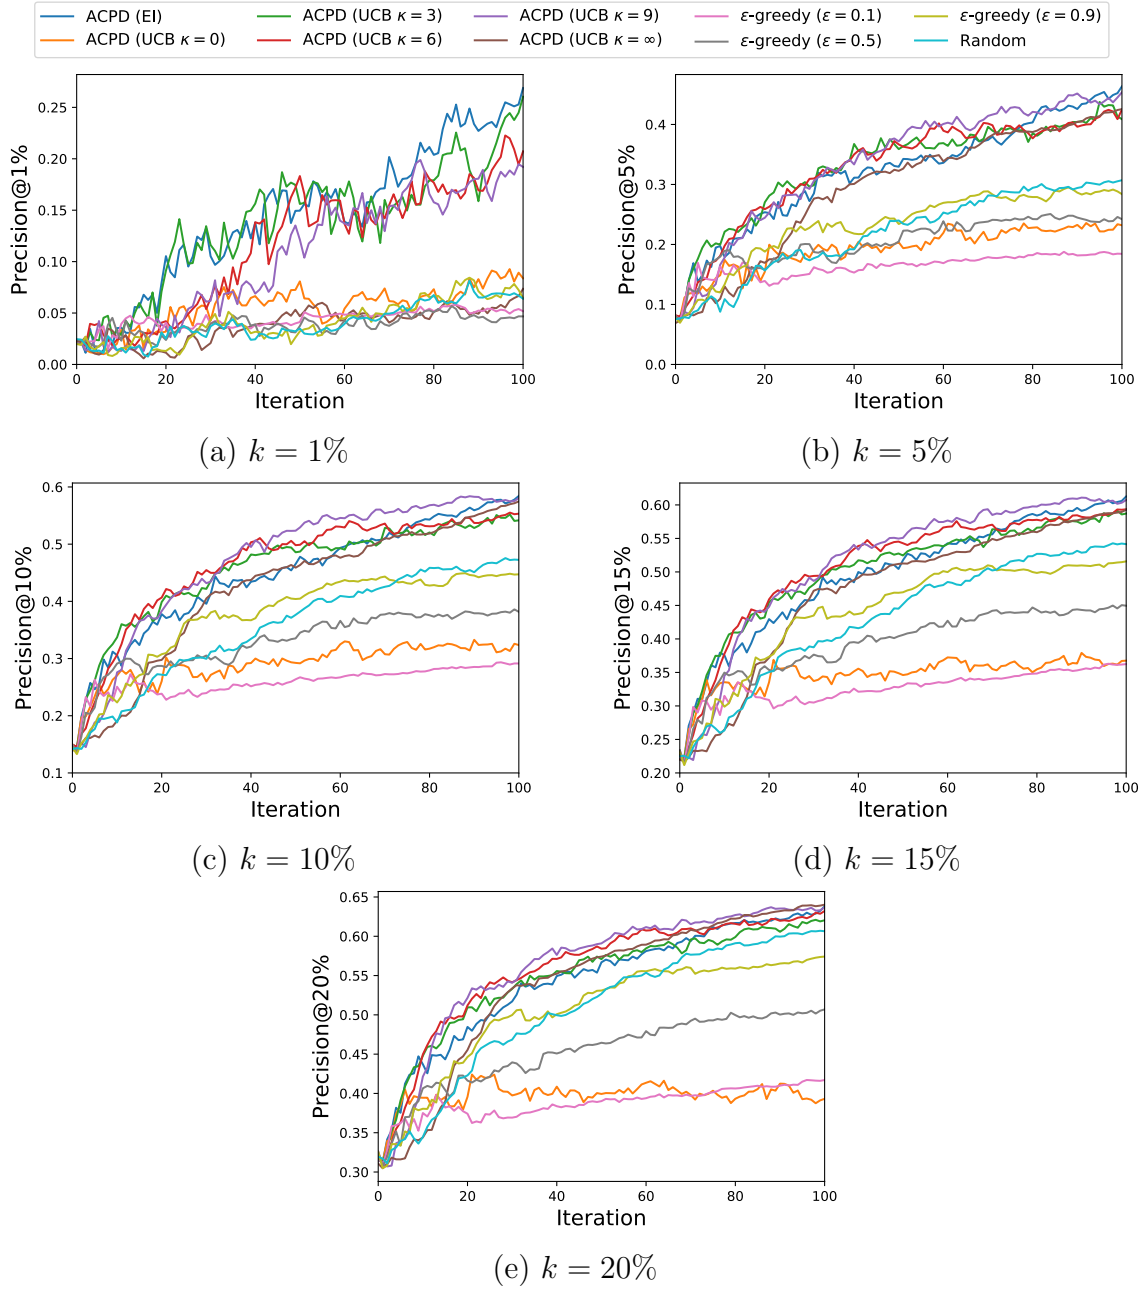 ACPD (EI)
ACPD (UCB κ = 0)
ACPD (UCB κ = 3)
ACPD (UCB κ = 6)
ACPD (UCB κ = 9)
ACPD (UCB κ = ∞)
ε-greedy (ε = 0.1)
ε-greedy (ε = 0.5)
ε-greedy (ε = 0.9)
Random
Precision@1%
0.25
0.20
0.15
0.10
0.05
0.00
0 20 40 60 80 100
Iteration
(a) k = 1%
Precision@5%
0.4
0.3
0.2
0.1
0.0
0 20 40 60 80 100
Iteration
(b) k = 5%
Precision@10%
0.6
0.5
0.4
0.3
0.2
0.1
0 20 40 60 80 100
Iteration
(c) k = 10%
Precision@15%
0.60
0.55
0.50
0.45
0.40
0.35
0.30
0.25
0.20
0 20 40 60 80 100
Iteration
(d) k = 15%
Precision@20%
0.65
0.60
0.55
0.50
0.45
0.40
0.35
0.30
0 20 40 60 80 100
Iteration
(e) k = 20%